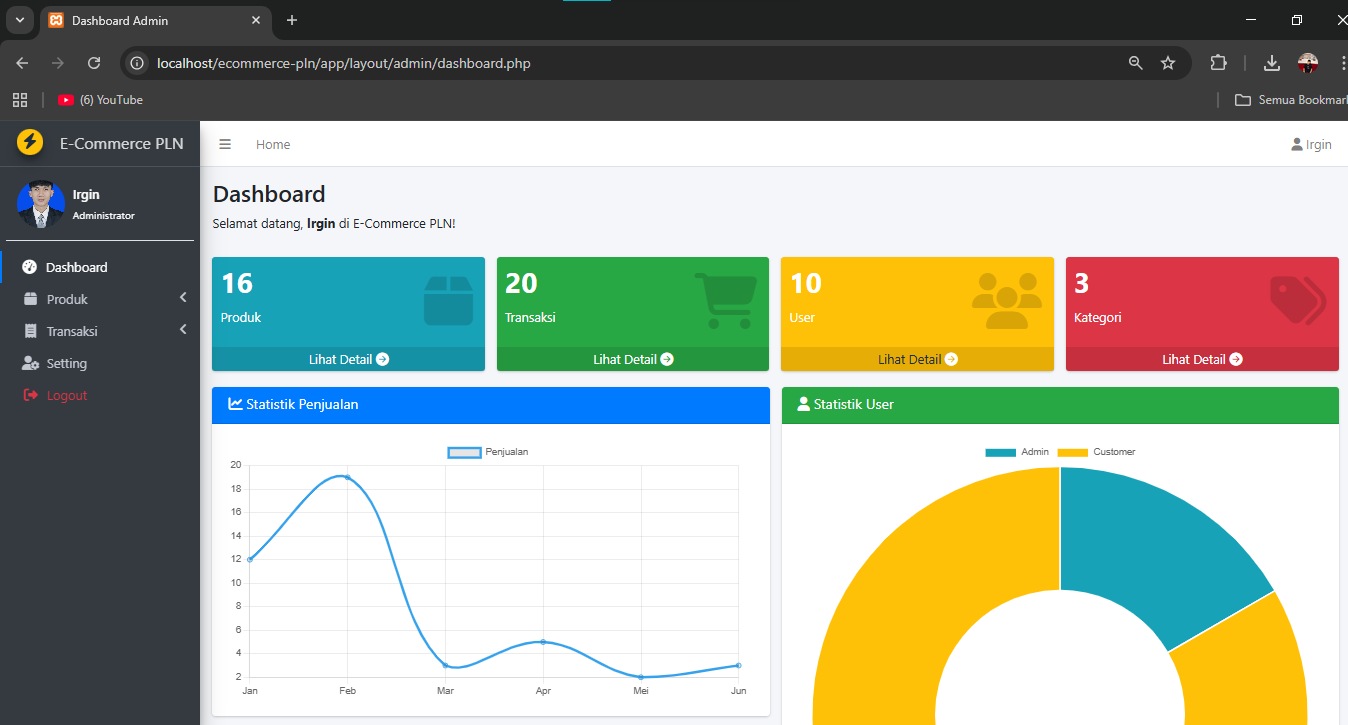 Dashboard Admin
localhost/ecommerce-pln/app/layout/admin/dashboard.php
(6) YouTube
Semua Bookmark
E-Commerce PLN
Home
Irgin
Irgin
Administrator
Dashboard
Produk
Transaksi
Setting
Logout
Dashboard
Selamat datang, Irgin di E-Commerce PLN!
16
Produk
Lihat Detail
20
Transaksi
Lihat Detail
10
User
Lihat Detail
3
Kategori
Lihat Detail
Statistik Penjualan
Penjualan
20
18
16
14
12
10
8
6
4
2
Jan Feb Mar Apr Mei Jun
Statistik User
Admin Customer